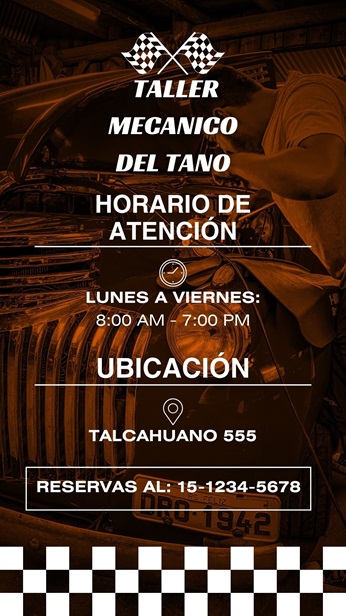 TALLER
MECANICO
DEL TANO
HORARIO DE
ATENCIÓN
LUNES A VIERNES:
8:00 AM - 7:00 PM
UBICACIÓN
TALCAHUANO 555
RESERVAS AL: 15-1234-5678
DRO-1942